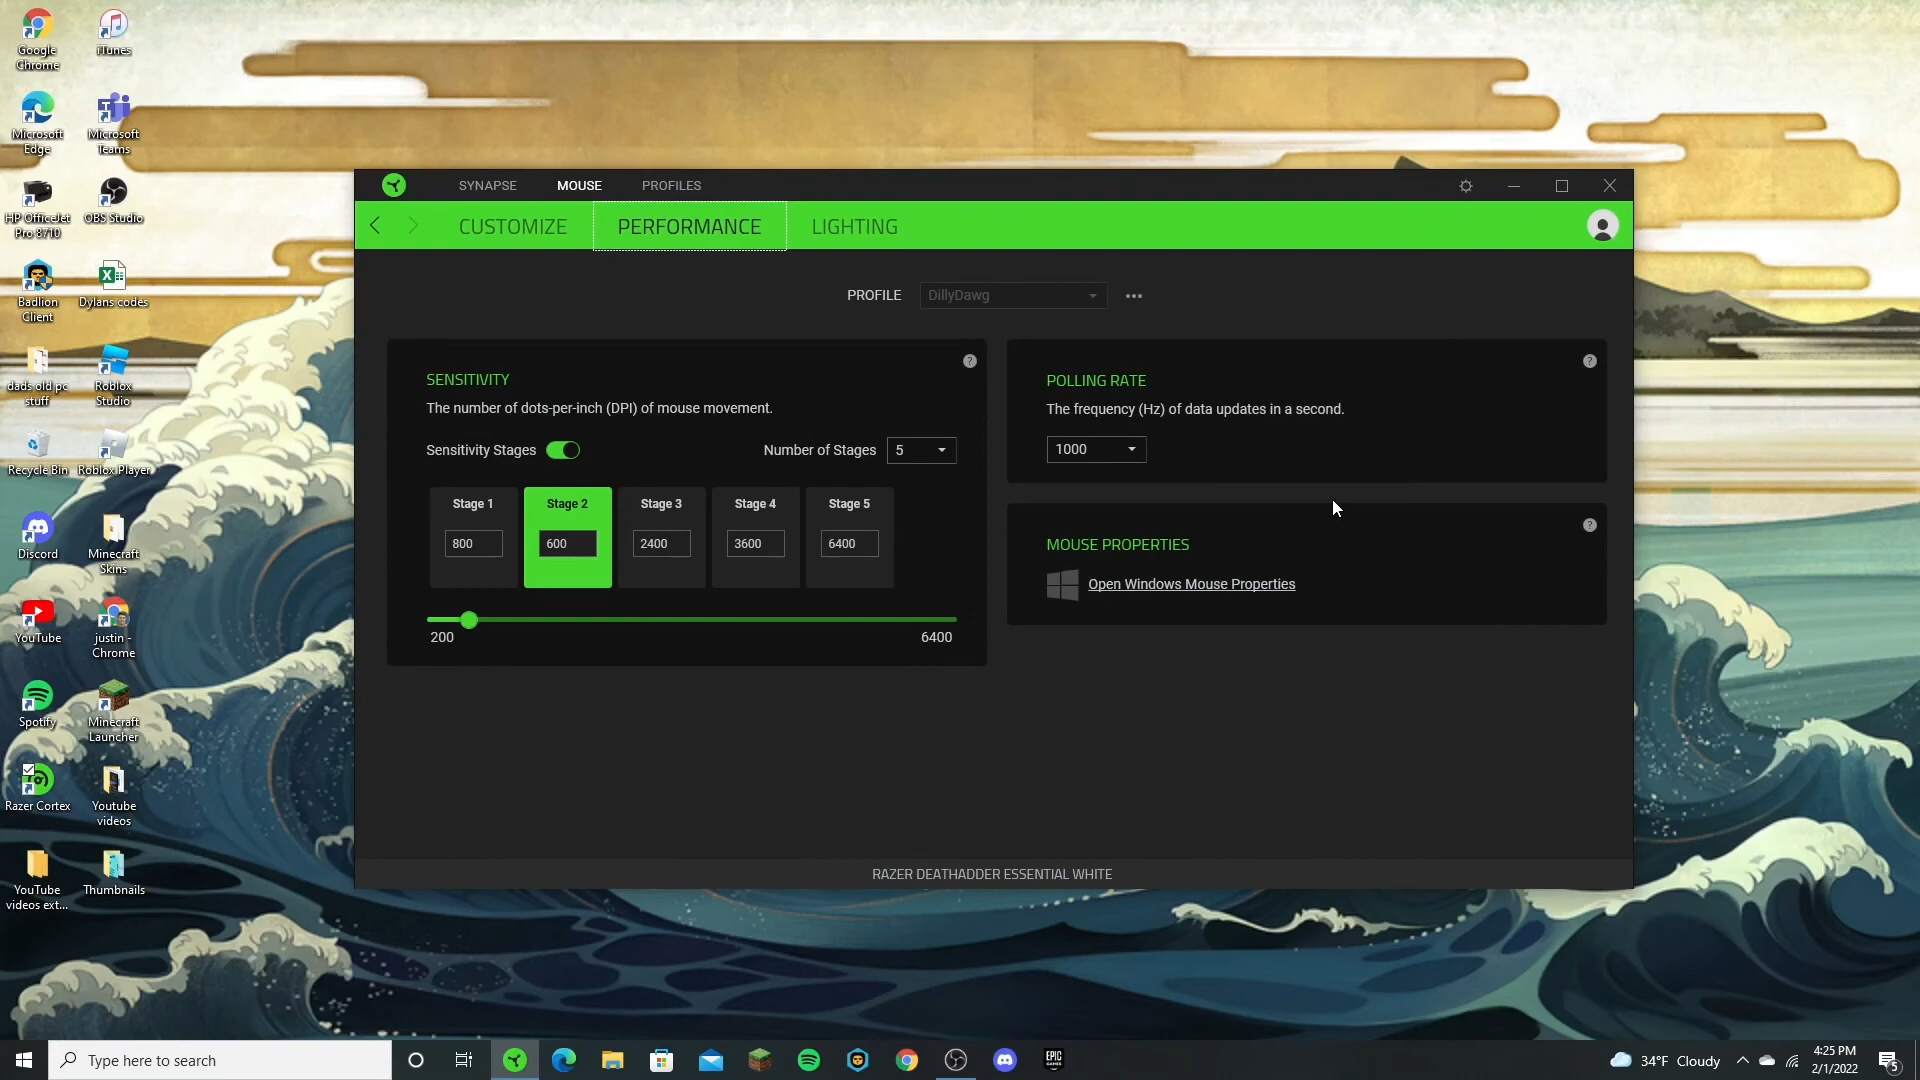 Google
Chrome
iTunes
Microsoft
Edge
Microsoft
Teams
HP OfficeJet
Pro 8710
OBS Studio
Badlion
Client
Dylans codes
dads old pc
stuff
Roblox
Studio
Recycle Bin
Roblox Player
Discord
Minecraft
Skins
YouTube
justin -
Chrome
Spotify
Minecraft
Launcher
Razer Cortex
Youtube
videos
YouTube
videos ext...
Thumbnails
SYNAPSE
MOUSE
PROFILES
CUSTOMIZE
PERFORMANCE
LIGHTING
PROFILE
DillyDawg
SENSITIVITY
?
The number of dots-per-inch (DPI) of mouse movement.
Sensitivity Stages
Number of Stages
5
Stage 1
Stage 2
Stage 3
Stage 4
Stage 5
800
600
2400
3600
6400
200
6400
POLLING RATE
?
The frequency (Hz) of data updates in a second.
1000
MOUSE PROPERTIES
?
Open Windows Mouse Properties
RAZER DEATHADDER ESSENTIAL WHITE
Type here to search
EPIC
GAMES
34°F Cloudy
4:25 PM
2/1/2022
5